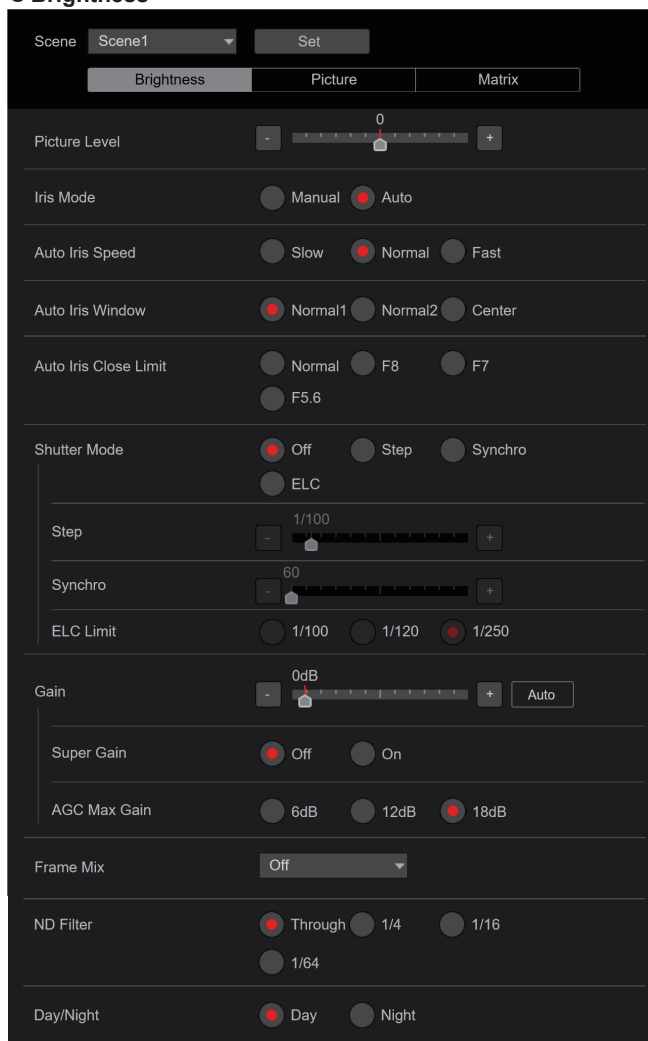 Brightness
Scene Scene1 Set
Brightness Picture Matrix
0
Picture Level - +
Iris Mode Manual Auto
Auto Iris Speed Slow Normal Fast
Auto Iris Window Normal1 Normal2 Center
Auto Iris Close Limit Normal F8 F7
F5.6
Shutter Mode Off Step Synchro
ELC
1/100
Step - +
60
Synchro - +
ELC Limit 1/100 1/120 1/250
0dB
Gain - + Auto
Super Gain Off On
AGC Max Gain 6dB 12dB 18dB
Frame Mix Off
ND Filter Through 1/4 1/16
1/64
Day/Night Day Night